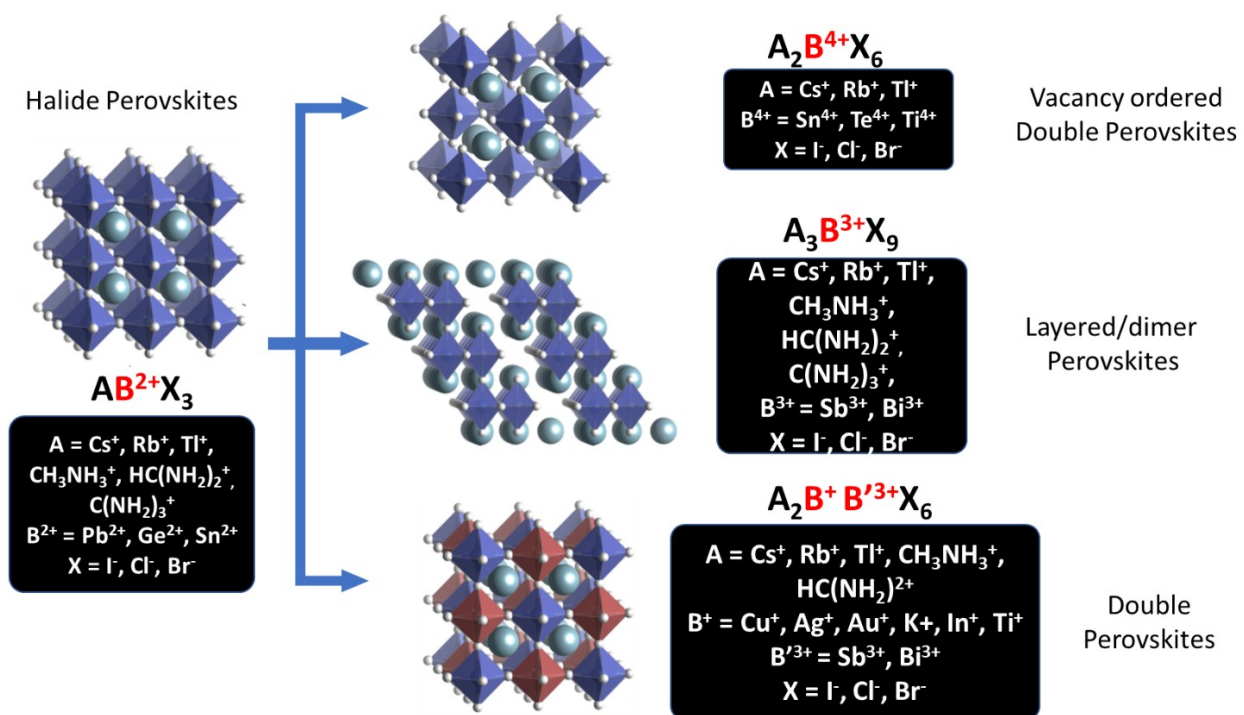 Halide Perovskites
AB²⁺X₃
A = Cs⁺, Rb⁺, Tl⁺,
CH₃NH₃⁺, HC(NH₂)₂⁺,
C(NH₂)₃⁺
B²⁺ = Pb²⁺, Ge²⁺, Sn²⁺
X = I⁻, Cl⁻, Br⁻
A₂B⁴⁺X₆
A = Cs⁺, Rb⁺, Tl⁺
B⁴⁺ = Sn⁴⁺, Te⁴⁺, Ti⁴⁺
X = I⁻, Cl⁻, Br⁻
Vacancy ordered
Double Perovskites
A₃B³⁺X₉
A = Cs⁺, Rb⁺, Tl⁺,
CH₃NH₃⁺,
HC(NH₂)₂⁺,
C(NH₂)₃⁺,
B³⁺ = Sb³⁺, Bi³⁺
X = I⁻, Cl⁻, Br⁻
Layered/dimer
Perovskites
A₂B⁺ B′³⁺X₆
A = Cs⁺, Rb⁺, Tl⁺, CH₃NH₃⁺,
HC(NH₂)²⁺
B⁺ = Cu⁺, Ag⁺, Au⁺, K+, In⁺, Ti⁺
B′³⁺ = Sb³⁺, Bi³⁺
X = I⁻, Cl⁻, Br⁻
Double
Perovskites